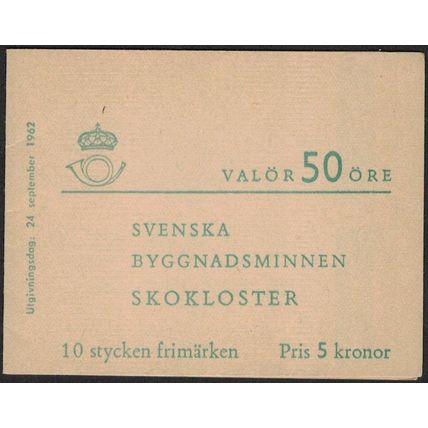 Utgivningsdag: 24 september 1962
VALÖR 50 ÖRE
SVENSKA
BYGGNADSMINNEN
SKOKLOSTER
10 stycken frimärken Pris 5 kronor